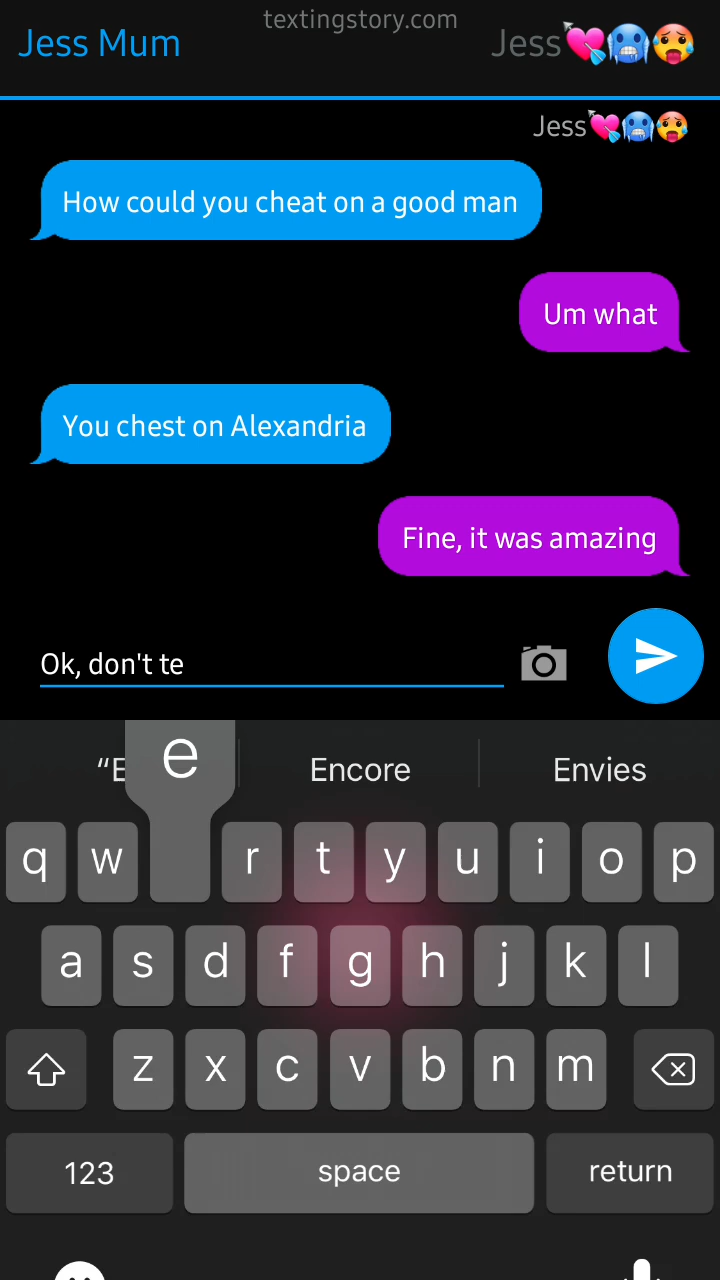 textingstory.com
Jess Mum Jess💘🥶🥵
Jess💘🥶🥵
How could you cheat on a good man
Um what
You chest on Alexandria
Fine, it was amazing
Ok, don't te
“E e Encore Envies
q w r t y u i o p
a s d f g h j k l
z x c v b n m
123 space return